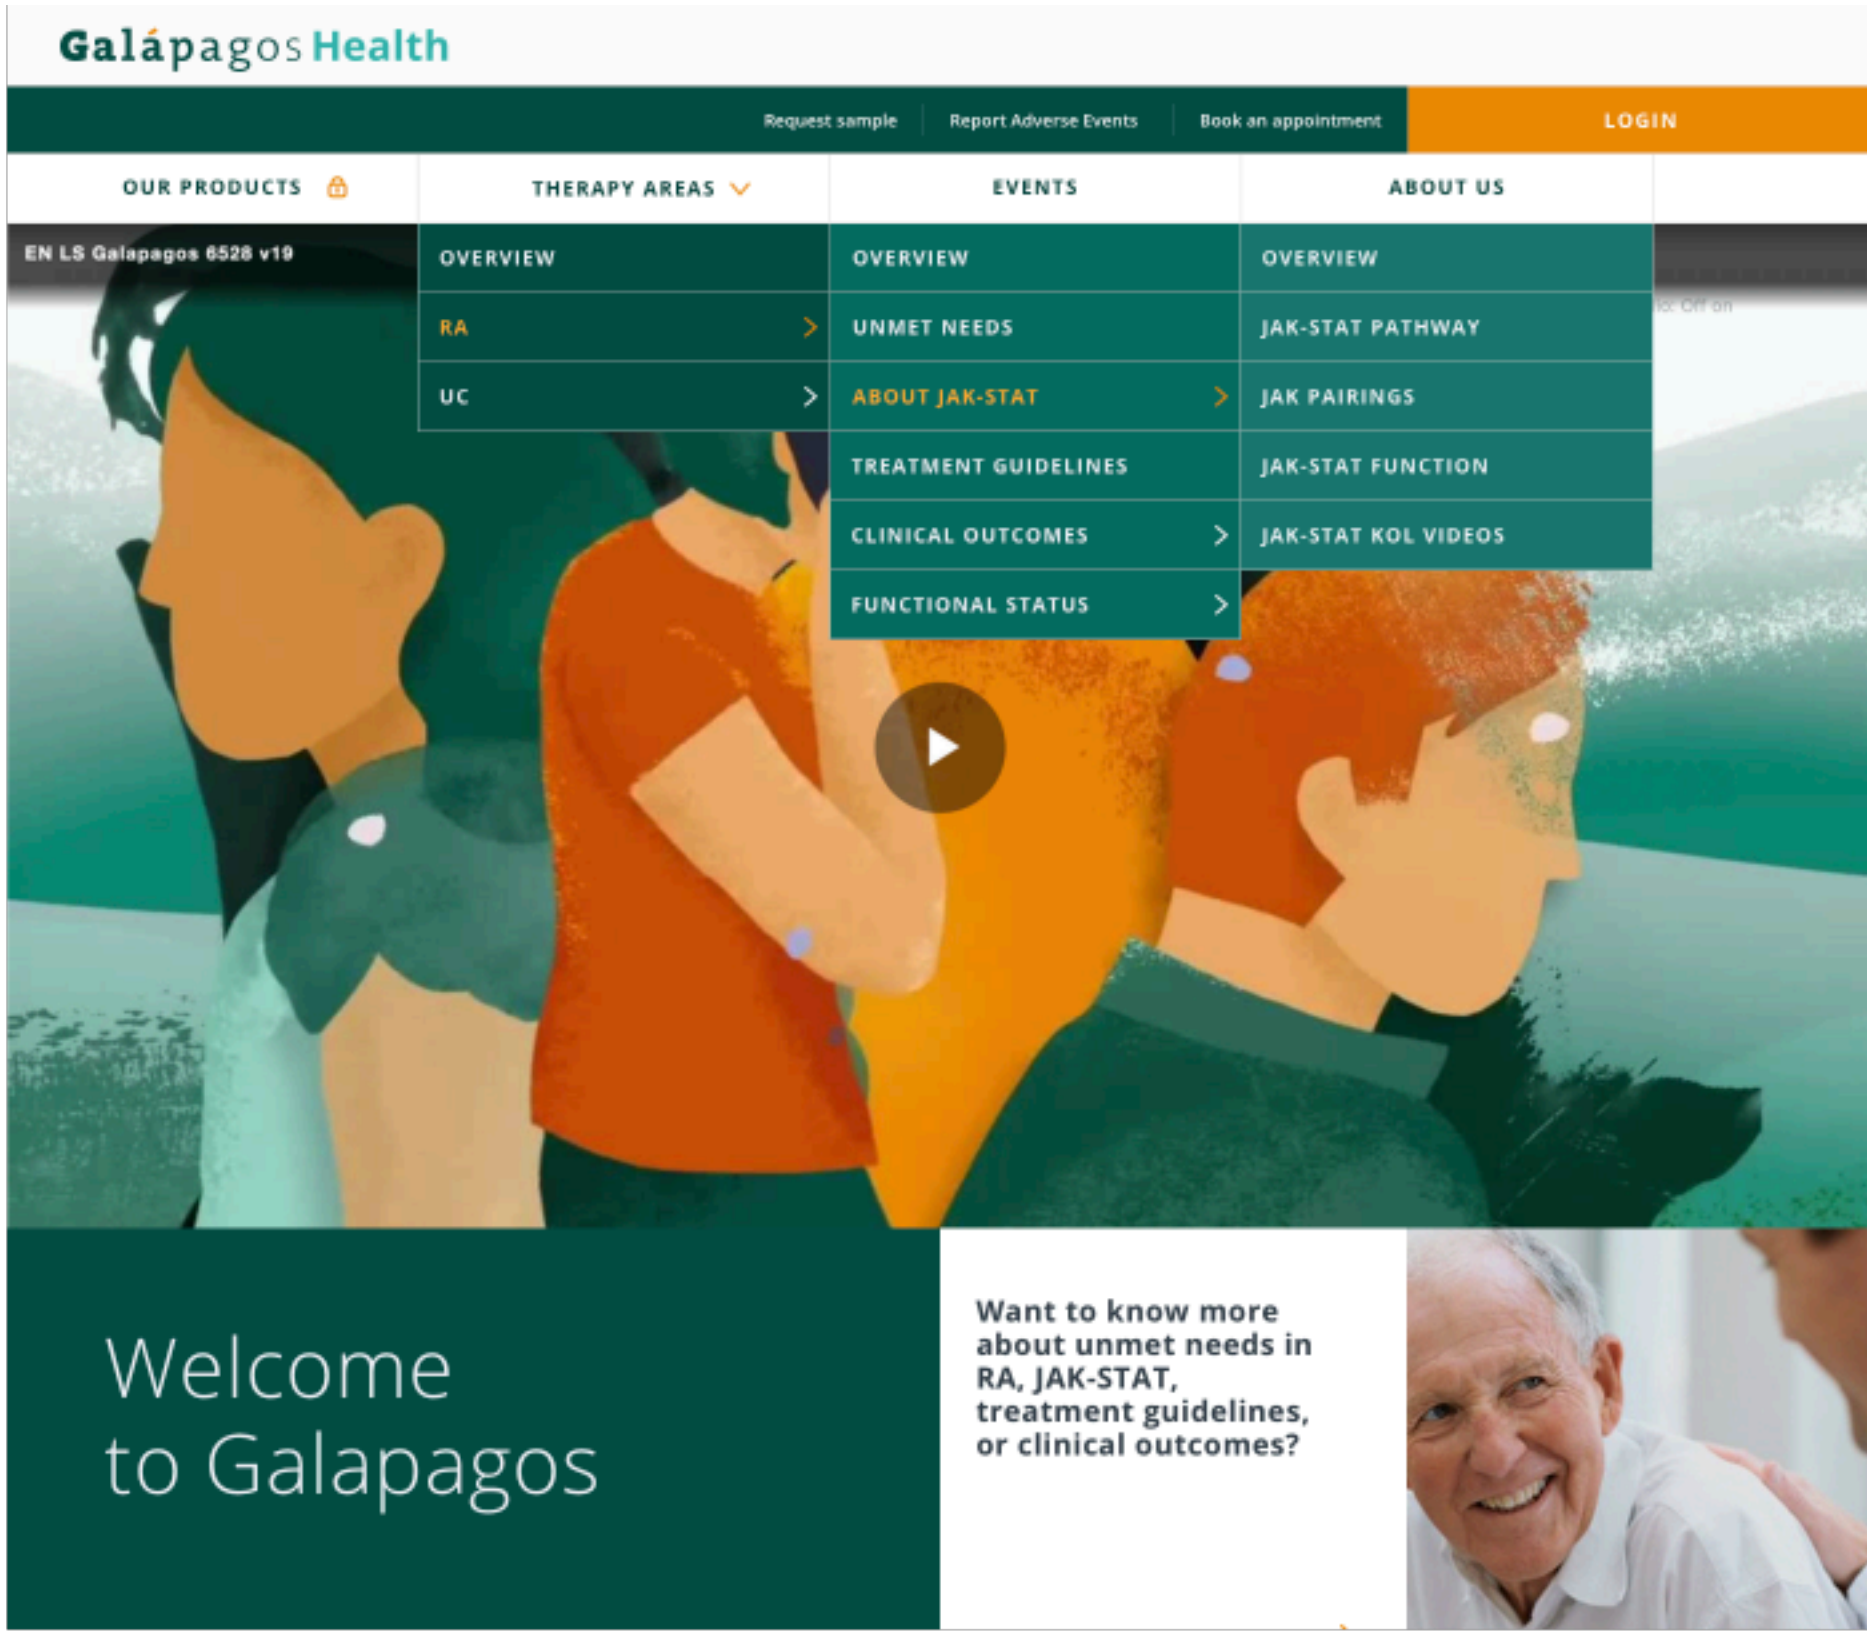 Galápagos Health
Request sample
Report Adverse Events
Book an appointment
LOGIN
OUR PRODUCTS
THERAPY AREAS
EVENTS
ABOUT US
EN LS Galapagos 6528 v19
OVERVIEW
RA
UC
OVERVIEW
UNMET NEEDS
ABOUT JAK-STAT
TREATMENT GUIDELINES
CLINICAL OUTCOMES
FUNCTIONAL STATUS
OVERVIEW
JAK-STAT PATHWAY
JAK PAIRINGS
JAK-STAT FUNCTION
JAK-STAT KOL VIDEOS
Off on
Welcome
to Galapagos
Want to know more
about unmet needs in
RA, JAK-STAT,
treatment guidelines,
or clinical outcomes?